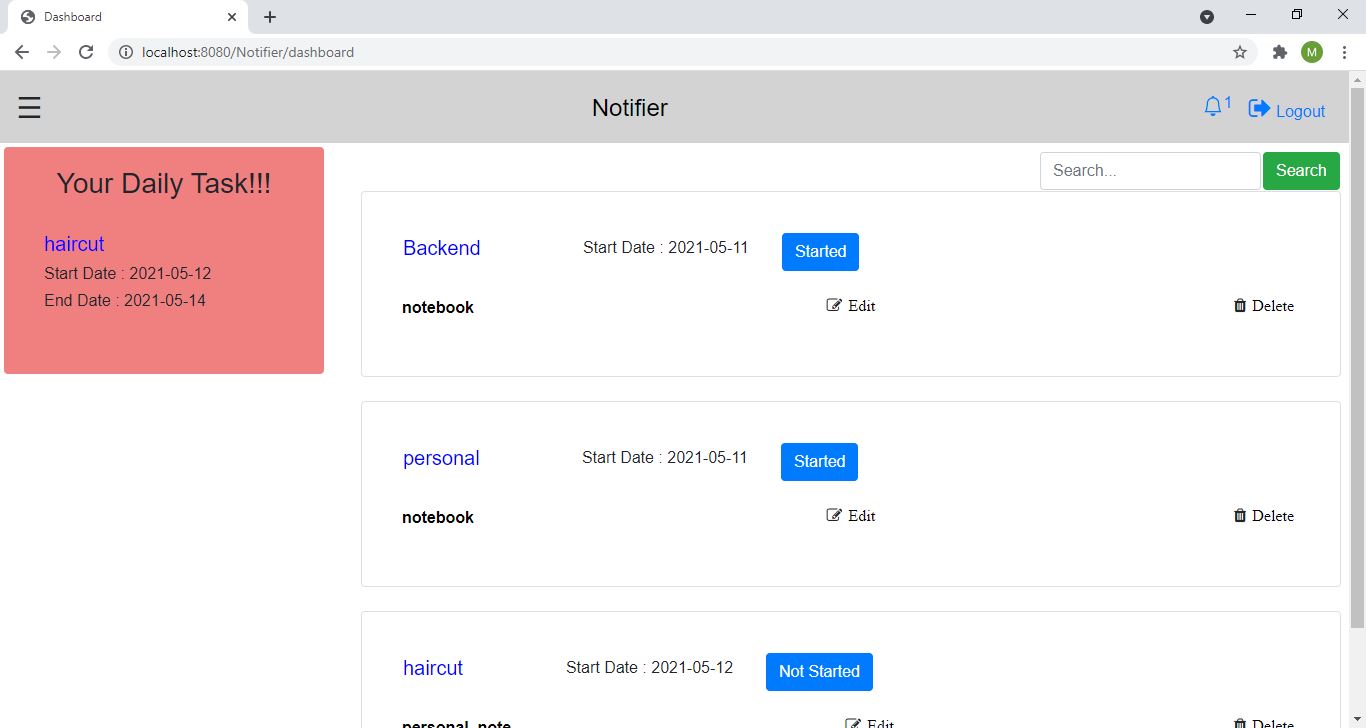 Dashboard
localhost:8080/Notifier/dashboard
M
☰ Notifier 1 Logout
Your Daily Task!!!
haircut
Start Date : 2021-05-12
End Date : 2021-05-14
Search... Search
Backend Start Date : 2021-05-11 Started
notebook Edit Delete
personal Start Date : 2021-05-11 Started
notebook Edit Delete
haircut Start Date : 2021-05-12 Not Started
personal_note Edit Delete